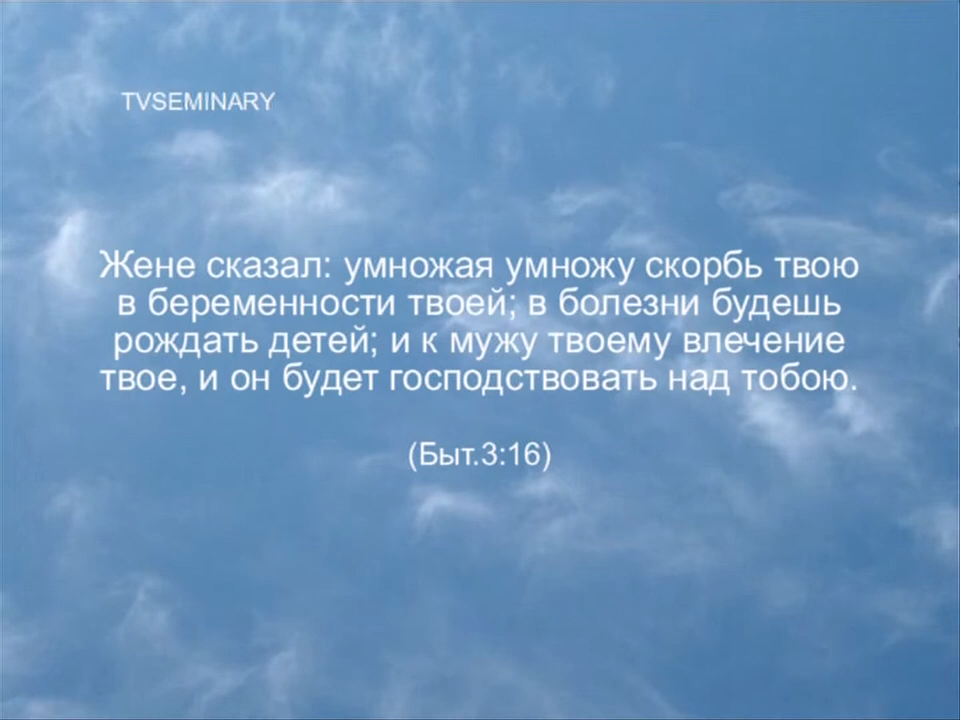 TVSEMINARY
Жене сказал: умножая умножу скорбь твою
в беременности твоей; в болезни будешь
рождать детей; и к мужу твоему влечение
твое, и он будет господствовать над тобою.
(Быт.3:16)